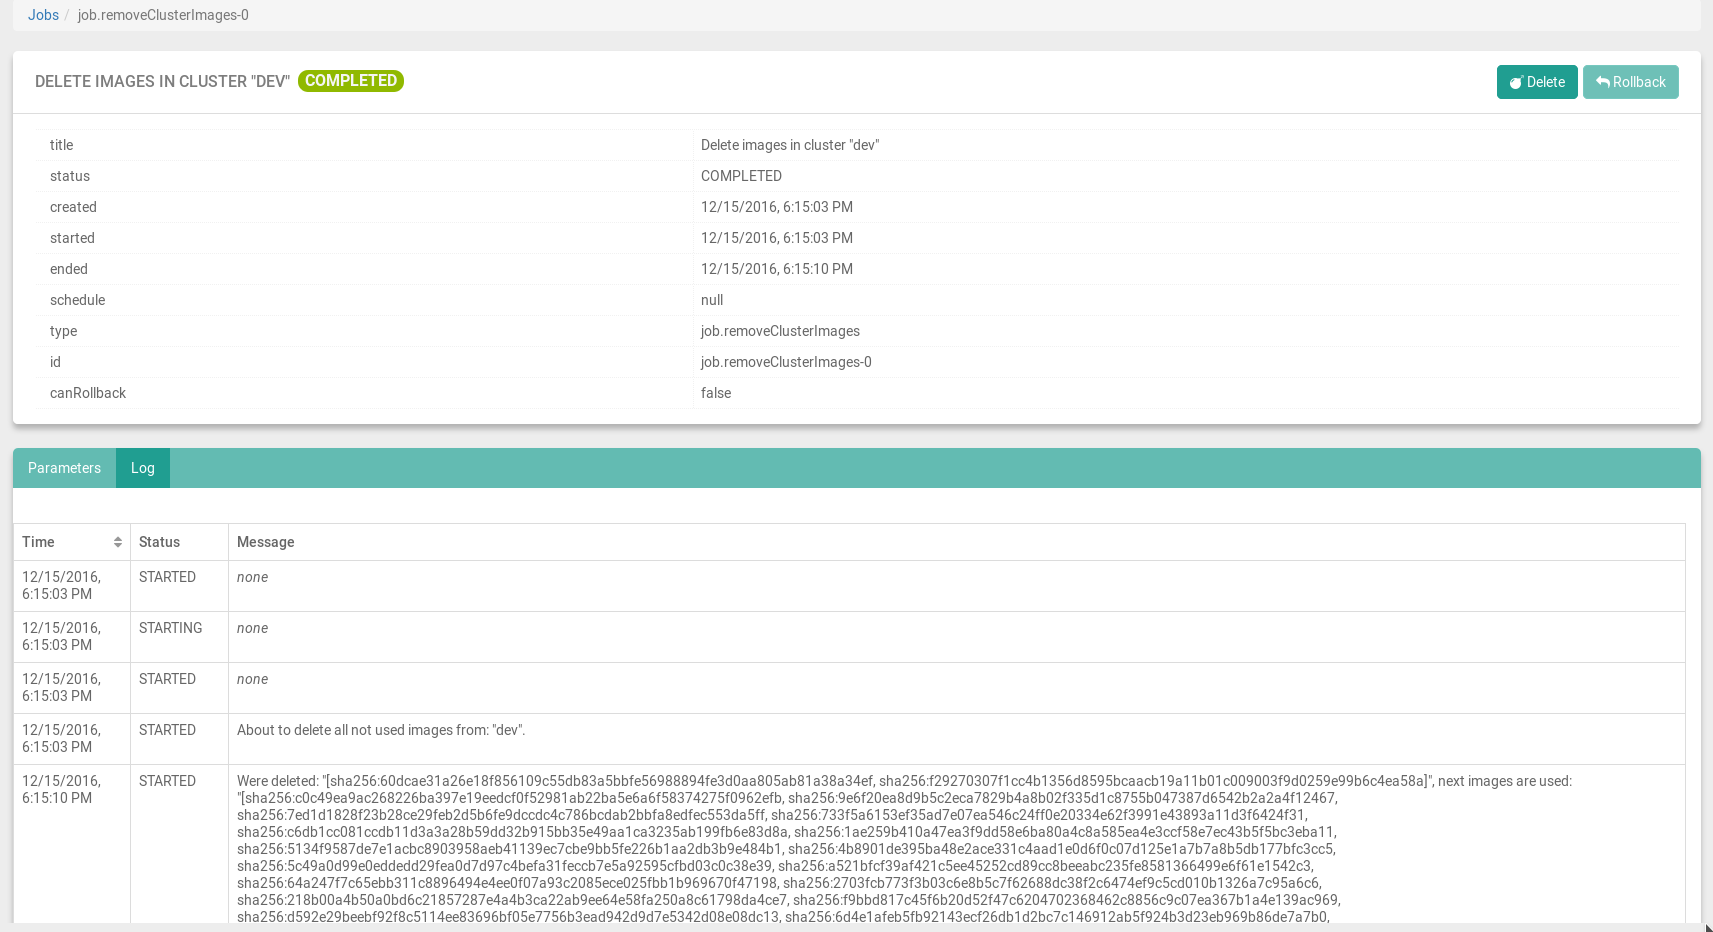 Jobs / job.removeClusterImages-0
DELETE IMAGES IN CLUSTER "DEV" COMPLETED Delete Rollback
title Delete images in cluster "dev"
status COMPLETED
created 12/15/2016, 6:15:03 PM
started 12/15/2016, 6:15:03 PM
ended 12/15/2016, 6:15:10 PM
schedule null
type job.removeClusterImages
id job.removeClusterImages-0
canRollback false
Parameters Log
Time Status Message
12/15/2016, STARTED none
6:15:03 PM
12/15/2016, STARTING none
6:15:03 PM
12/15/2016, STARTED none
6:15:03 PM
12/15/2016, STARTED About to delete all not used images from: "dev".
6:15:03 PM
12/15/2016, STARTED Were deleted: "[sha256:60dcae31a26e18f856109c55db83a5bbfe56988894fe3d0aa805ab81a38a34ef, sha256:f29270307f1cc4b1356d8595bcaacb19a11b01c009003f9d0259e99b6c4ea58a]", next images are used:
6:15:10 PM "[sha256:c0c49ea9ac268226ba397e19eedcf0f52981ab22ba5e6a6f58374275f0962efb, sha256:9e6f20ea8d9b5c2eca7829b4a8b02f335d1c8755b047387d6542b2a2a4f12467,
sha256:7ed1d1828f23b28ce29feb2d5b6fe9dccdc4c786bcdab2bbfa8edfec553da5ff, sha256:733f5a6153ef35ad7e07ea546c24ff0e20334e62f3991e43893a11d3f6424f31,
sha256:c6db1cc081ccdb11d3a3a28b59dd32b915bb35e49aa1ca3235ab199fb6e83d8a, sha256:1ae259b410a47ea3f9dd58e6ba80a4c8a585ea4e3ccf58e7ec43b5f5bc3eba11,
sha256:5134f9587de7e1acbc8903958aeb41139ec7cbe9bb5fe226b1aa2db3b9e484b1, sha256:4b8901de395ba48e2ace331c4aad1e0d6f0c07d125e1a7b7a8b5db177bfc3cc5,
sha256:5c49a0d99e0eddedd29fea0d7d97c4befa31feccb7e5a92595cfbd03c0c38e39, sha256:a521bfcf39af421c5ee45252cd89cc8beeabc235fe8581366499e6f61e1542c3,
sha256:64a247f7c65ebb311c8896494e4ee0f07a93c2085ece025fbb1b969670f47198, sha256:2703fcb773f3b03c6e8b5c7f62688dc38f2c6474ef9c5cd010b1326a7c95a6c6,
sha256:218b00a4b50a0bd6c21857287e4a4b3ca22ab9ee64e58fa250a8c61798da4ce7, sha256:f9bbd817c45f6b20d52f47c6204702368462c8856c9c07ea367b1a4e139ac969,
sha256:d592e29beebf92f8c5114ee83696bf05e7756b3ead942d9d7e5342d08e08dc13, sha256:6d4e1afeb5fb92143ecf26db1d2bc7c146912ab5f924b3d23eb969b86de7a7b0,